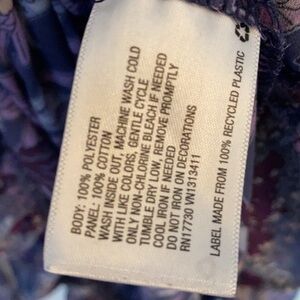 BODY: 100% POLYESTER
PANEL: 100% COTTON
WASH INSIDE OUT, MACHINE WASH COLD
WITH LIKE COLORS, GENTLE CYCLE
ONLY NON-CHLORINE BLEACH IF NEEDED
TUMBLE DRY LOW, REMOVE PROMPTLY
COOL IRON IF NEEDED
DO NOT IRON ON DECORATIONS
RN17730 VN1313411
LABEL MADE FROM 100% RECYCLED PLASTIC